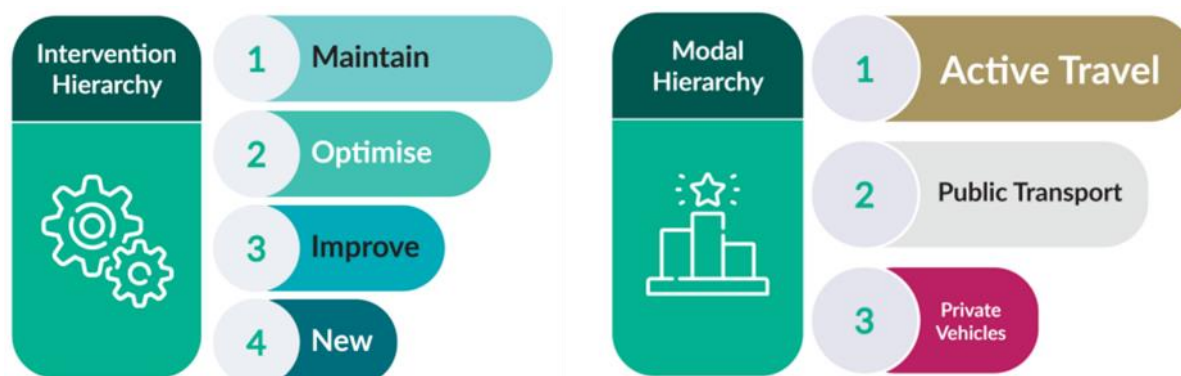 Intervention
Hierarchy
1 Maintain
2 Optimise
3 Improve
4 New
Modal
Hierarchy
1 Active Travel
2 Public Transport
3 Private
Vehicles